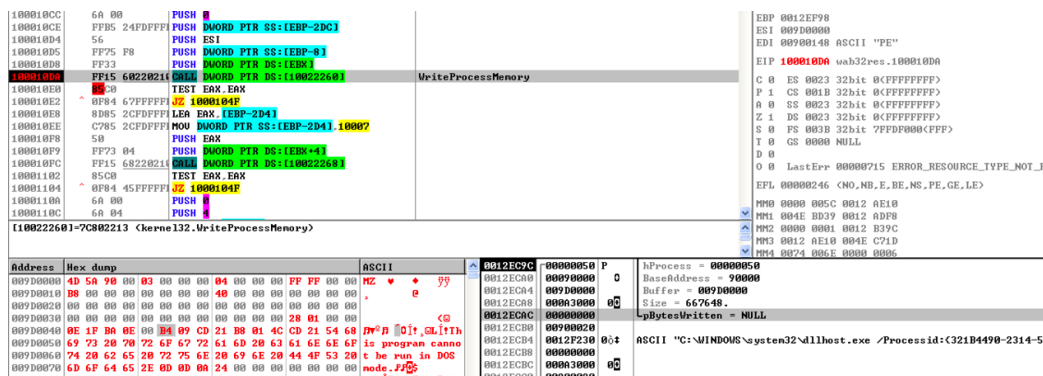 100010CC 6A 00 PUSH 0
100010CE FFB5 24FDFFFF PUSH DWORD PTR SS:[EBP-2DC]
100010D4 56 PUSH ESI
100010D5 FF75 F8 PUSH DWORD PTR SS:[EBP-8]
100010D8 FF33 PUSH DWORD PTR DS:[EBX]
100010DA FF15 60220210 CALL DWORD PTR DS:[10022260] WriteProcessMemory
100010E0 85C0 TEST EAX,EAX
100010E2 ^ 0F84 67FFFFFF JZ 1000104F
100010E8 8D85 2CFDFFFF LEA EAX,[EBP-2D4]
100010EE C785 2CFDFFFF MOV DWORD PTR SS:[EBP-2D4],10007
100010F8 50 PUSH EAX
100010F9 FF73 04 PUSH DWORD PTR DS:[EBX+4]
100010FC FF15 68220210 CALL DWORD PTR DS:[10022268]
10001102 85C0 TEST EAX,EAX
10001104 ^ 0F84 45FFFFFF JZ 1000104F
1000110A 6A 00 PUSH 0
1000110C 6A 04 PUSH 4
[10022260]=7C802213 (kernel32.WriteProcessMemory)
EBP 0012EF98
ESI 009D0000
EDI 00900148 ASCII "PE"
EIP 100010DA wab32res.100010DA
C 0 ES 0023 32bit 0(FFFFFFFF)
P 1 CS 001B 32bit 0(FFFFFFFF)
A 0 SS 0023 32bit 0(FFFFFFFF)
Z 1 DS 0023 32bit 0(FFFFFFFF)
S 0 FS 003B 32bit 7FFDF000(FFF)
T 0 GS 0000 NULL
D 0
O 0 LastErr 00000715 ERROR_RESOURCE_TYPE_NOT_
EFL 00000246 (NO,NB,E,BE,NS,PE,GE,LE)
MM0 0000 005C 0012 AE10
MM1 004E BD39 0012 ADF8
MM2 0000 0001 0012 B39C
MM3 0012 AE10 004E C71D
MM4 0074 006E 0000 0006
Address Hex dump ASCII
009D0000 4D 5A 90 00 03 00 00 00 04 00 00 00 FF FF 00 00 MZ ♥ ♦ ÿÿ
009D0010 B8 00 00 00 00 00 00 00 40 00 00 00 00 00 00 00 ¸ @
009D0020 00 00 00 00 00 00 00 00 00 00 00 00 00 00 00 00
009D0030 00 00 00 00 00 00 00 00 00 00 00 00 28 01 00 00 (☺
009D0040 0E 1F BA 0E 00 B4 09 CD 21 B8 01 4C CD 21 54 68
009D0050 69 73 20 70 72 6F 67 72 61 6D 20 63 61 6E 6E 6F is program canno
009D0060 74 20 62 65 20 72 75 6E 20 69 6E 20 44 4F 53 20 t be run in DOS
009D0070 6D 6F 64 65 2E 0D 0D 0A 24 00 00 00 00 00 00 00 mode.
0012EC9C 00000050 P hProcess = 00000050
0012ECA0 00090000 BaseAddress = 90000
0012ECA4 009D0000 Buffer = 009D0000
0012ECA8 000A3000 Size = 667648.
0012ECAC 00000000 pBytesWritten = NULL
0012ECB0 00900020
0012ECB4 0012F230 ASCII "C:\WINDOWS\system32\dllhost.exe /Processid:{321B4490-2314-5
0012ECB8 00000000
0012ECBC 000A3000